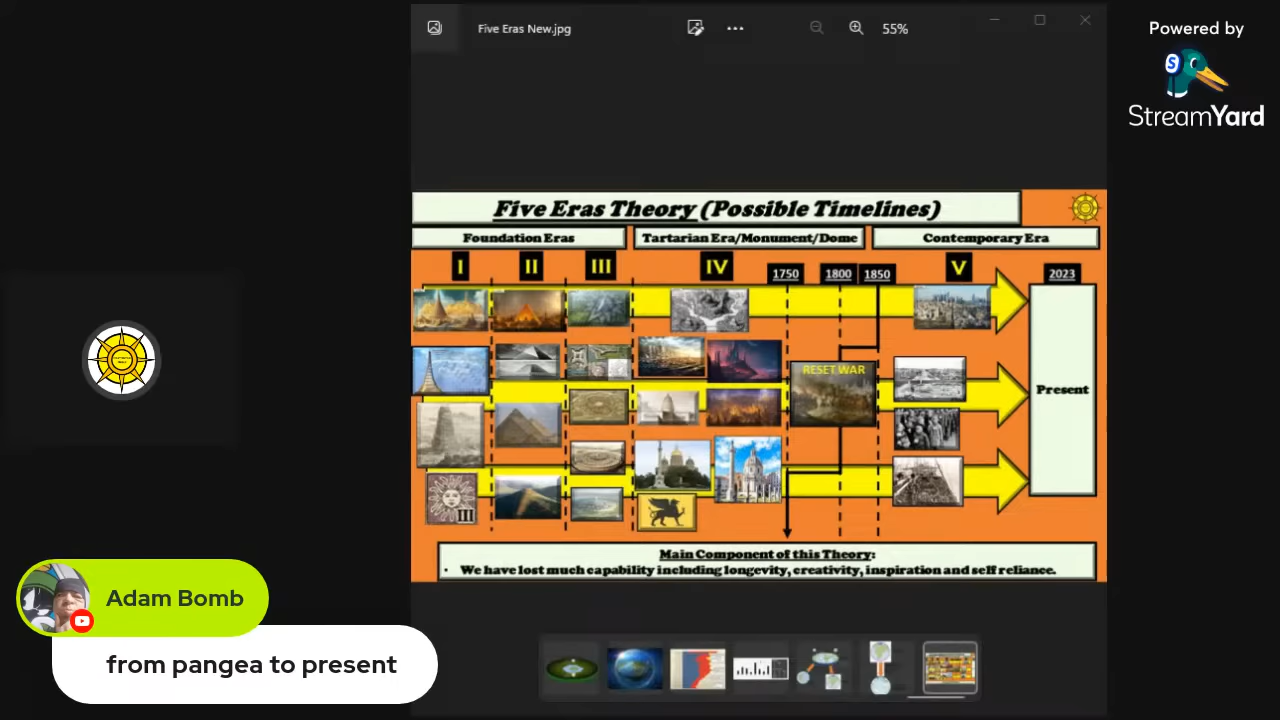 Five Eras New.jpg
55%
Powered by
StreamYard
Five Eras Theory (Possible Timelines)
Foundation Eras
Tartarian Era/Monument/Dome
Contemporary Era
I
II
III
IV
1750
1800
1850
V
2023
RESET WAR
Present
III
Main Component of this Theory:
· We have lost much capability including longevity, creativity, inspiration and self reliance.
Adam Bomb
from pangea to present